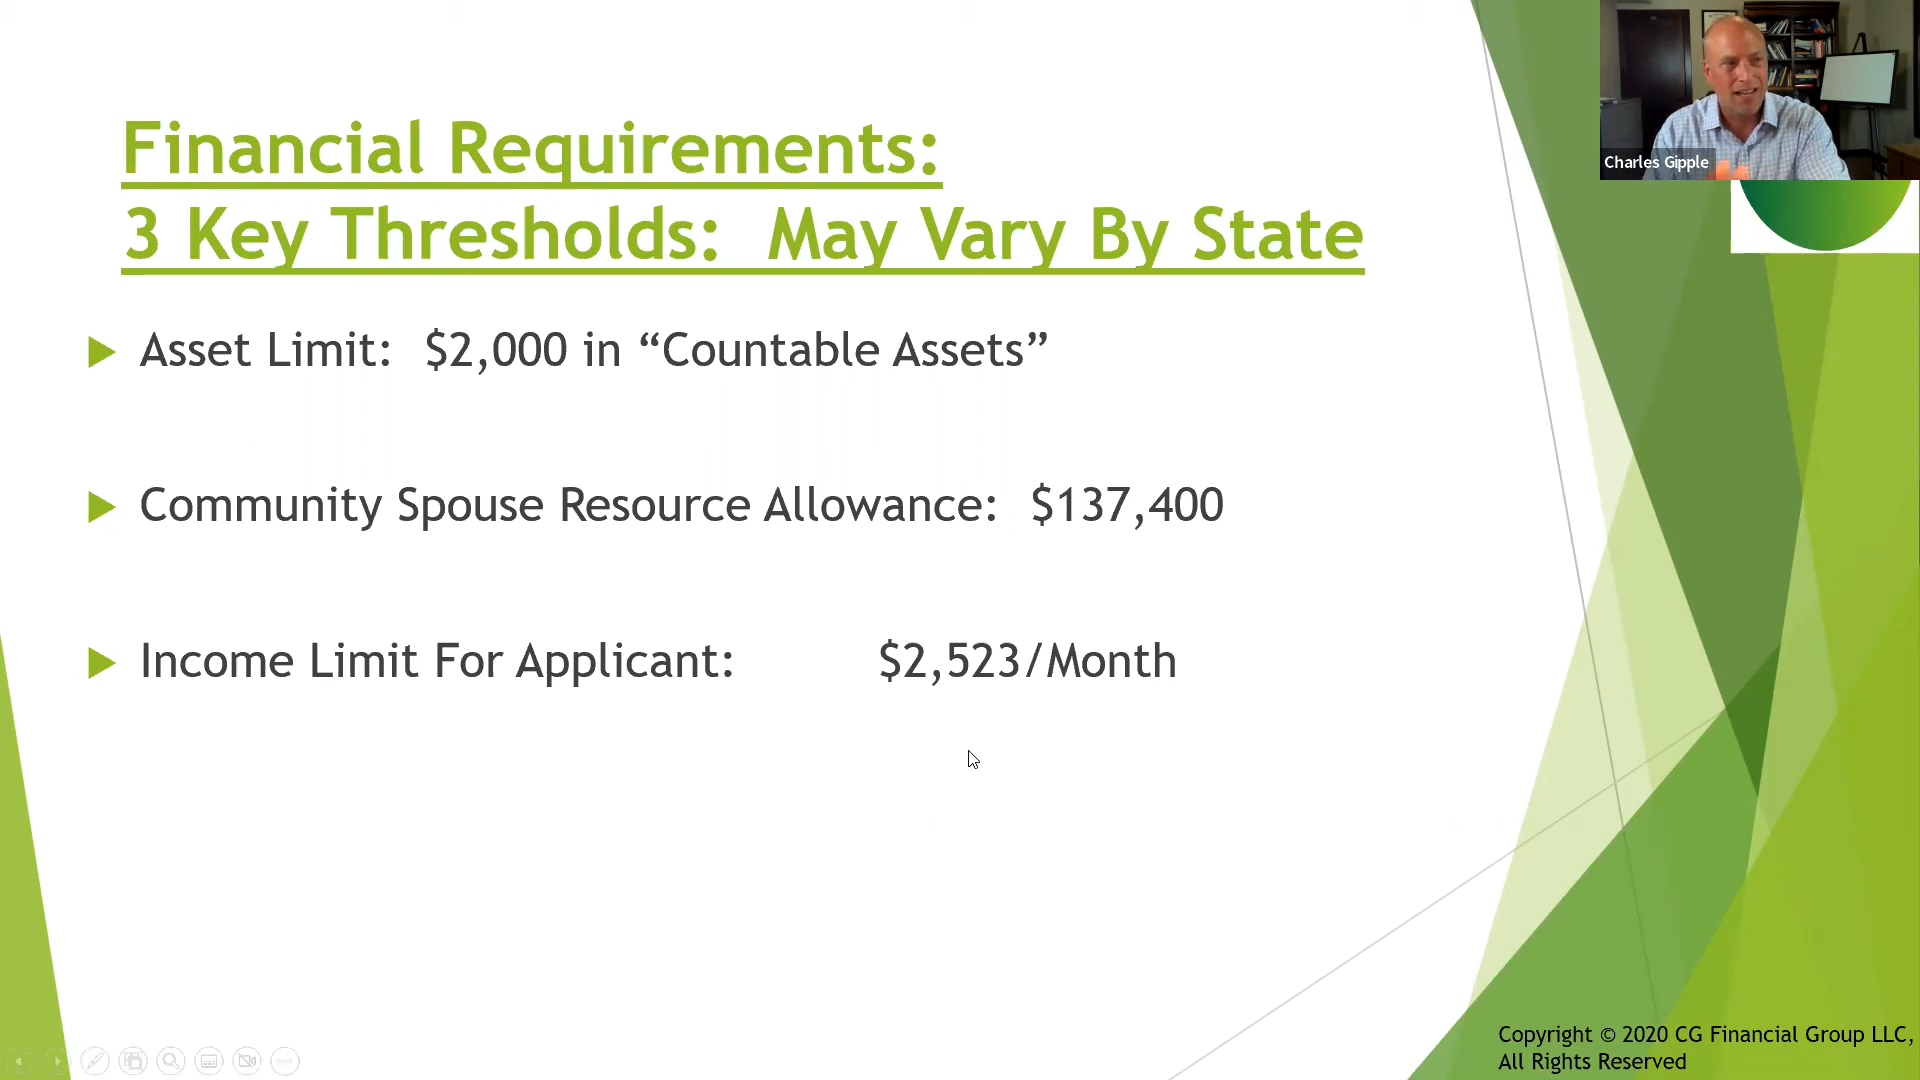 Charles Gipple
Financial Requirements:
3 Key Thresholds: May Vary By State
Asset Limit: $2,000 in “Countable Assets”
Community Spouse Resource Allowance: $137,400
Income Limit For Applicant: $2,523/Month
Copyright © 2020 CG Financial Group LLC,
All Rights Reserved